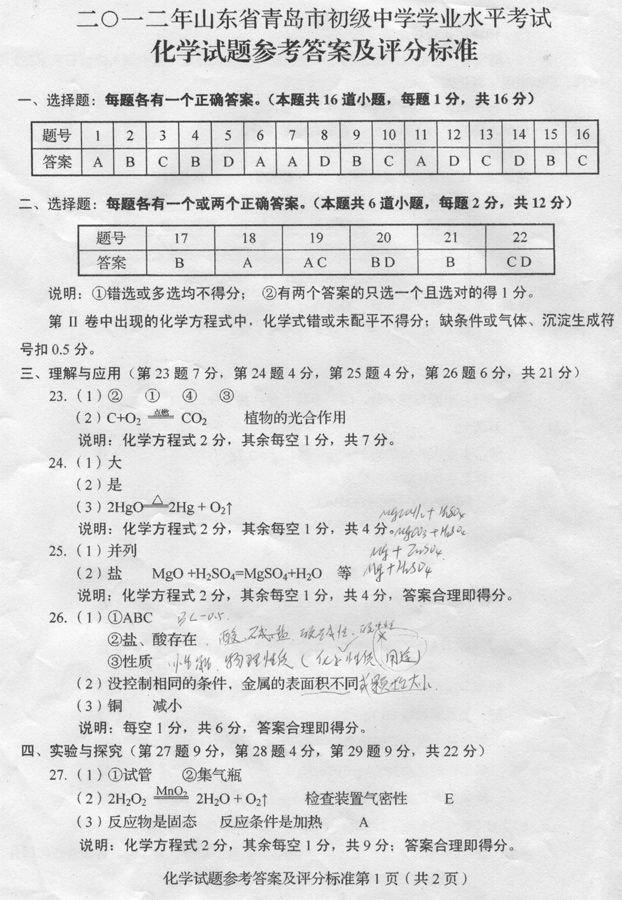 二〇一二年山东省青岛市初级中学学业水平考试
化学试题参考答案及评分标准
一、选择题：每题各有一个正确答案。（本题共16道小题，每题1分，共16分）
题号 1 2 3 4 5 6 7 8 9 10 11 12 13 14 15 16
答案 A B C B D A A D B C A D C D B C
二、选择题：每题各有一个或两个正确答案。（本题共6道小题，每题2分，共12分）
题号 17 18 19 20 21 22
答案 B A A C B D B C D
说明：①错选或多选均不得分； ②有两个答案的只选一个且选对的得1分。
第 II 卷中出现的化学方程式中，化学式错或未配平不得分；缺条件或气体、沉淀生成符
号扣0.5分。
三、理解与应用（第23题7分，第24题4分，第25题4分，第26题6分，共21分）
23.（1）② ① ④ ③
（2）C+O₂ 点燃 CO₂ 植物的光合作用
说明：化学方程式2分，其余每空1分，共7分。
24.（1）大
（2）是
（3）2HgO △ 2Hg + O₂↑
说明：化学方程式2分，其余每空1分，共4分。
MgCO₃+H₂SO₄
25.（1）并列
Mg + ZnSO₄
（2）盐 MgO +H₂SO₄=MgSO₄+H₂O 等
Mg+H₂SO₄
说明：化学方程式2分，其余每空1分，共4分，答案合理即得分。
26.（1）①ABC
②盐、酸存在
③性质 物理性质（化学性质 用途）
（2）没控制相同的条件，金属的表面积不同或颗粒大小
（3）铜 减小
说明：每空1分，共6分，答案合理即得分。
四、实验与探究（第27题9分，第28题4分，第29题9分，共22分）
27.（1）①试管 ②集气瓶
（2）2H₂O₂ MnO₂ 2H₂O + O₂↑ 检查装置气密性 E
（3）反应物是固态 反应条件是加热 A
说明：化学方程式2分，其余每空1分，共9分；答案合理即得分。
化学试题参考答案及评分标准第1页（共2页）